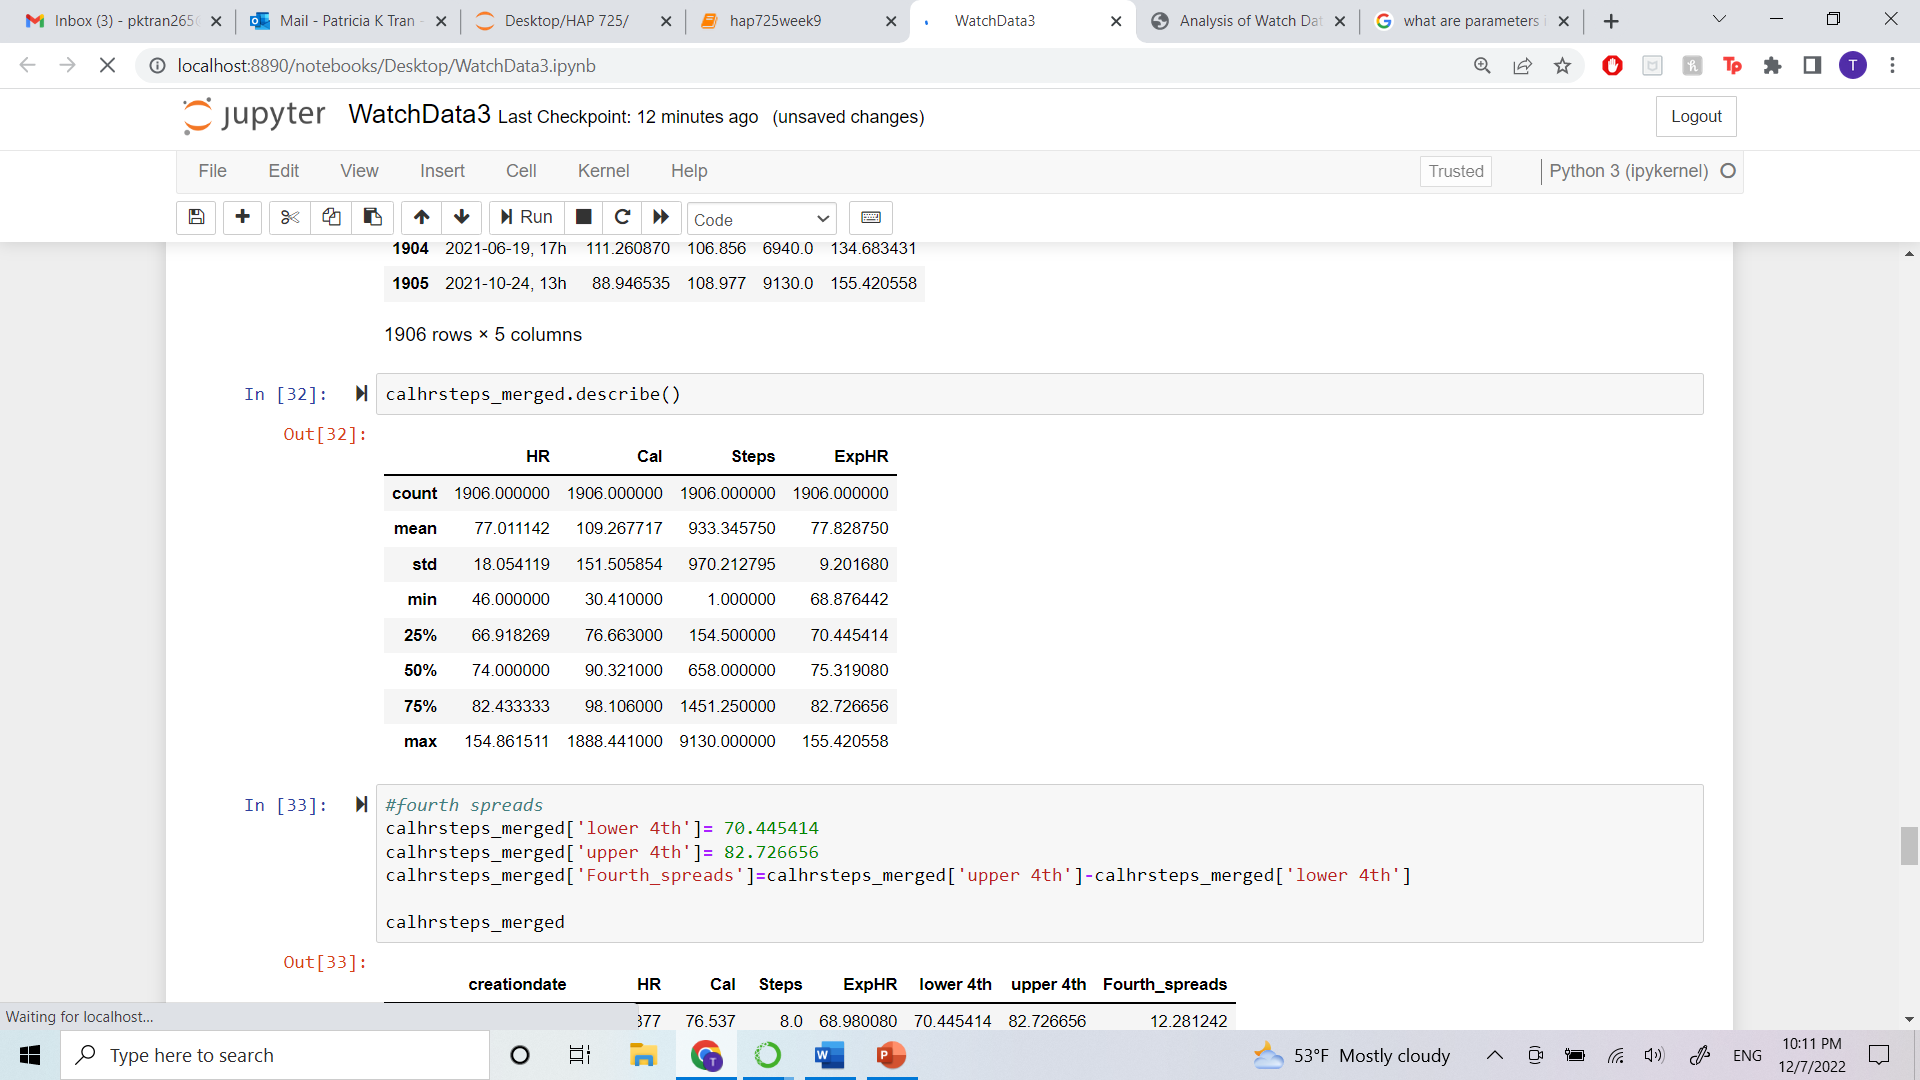 Inbox (3) - pktran265
Mail - Patricia K Tran -
Desktop/HAP 725/
hap725week9
WatchData3
Analysis of Watch Dat
what are parameters i
localhost:8890/notebooks/Desktop/WatchData3.ipynb
jupyter WatchData3 Last Checkpoint: 12 minutes ago (unsaved changes)
Logout
File Edit View Insert Cell Kernel Help
Trusted
Python 3 (ipykernel)
Run
Code
1904 2021-06-19, 17h 111.260870 106.856 6940.0 134.683431
1905 2021-10-24, 13h 88.946535 108.977 9130.0 155.420558
1906 rows × 5 columns
In [32]: calhrsteps_merged.describe()
Out[32]:
HR Cal Steps ExpHR
count 1906.000000 1906.000000 1906.000000 1906.000000
mean 77.011142 109.267717 933.345750 77.828750
std 18.054119 151.505854 970.212795 9.201680
min 46.000000 30.410000 1.000000 68.876442
25% 66.918269 76.663000 154.500000 70.445414
50% 74.000000 90.321000 658.000000 75.319080
75% 82.433333 98.106000 1451.250000 82.726656
max 154.861511 1888.441000 9130.000000 155.420558
In [33]: #fourth spreads
calhrsteps_merged['lower 4th']= 70.445414
calhrsteps_merged['upper 4th']= 82.726656
calhrsteps_merged['Fourth_spreads']=calhrsteps_merged['upper 4th']-calhrsteps_merged['lower 4th']
calhrsteps_merged
Out[33]:
creationdate HR Cal Steps ExpHR lower 4th upper 4th Fourth_spreads
377 76.537 8.0 68.980080 70.445414 82.726656 12.281242
Waiting for localhost...
Type here to search
53°F Mostly cloudy
ENG
10:11 PM
12/7/2022